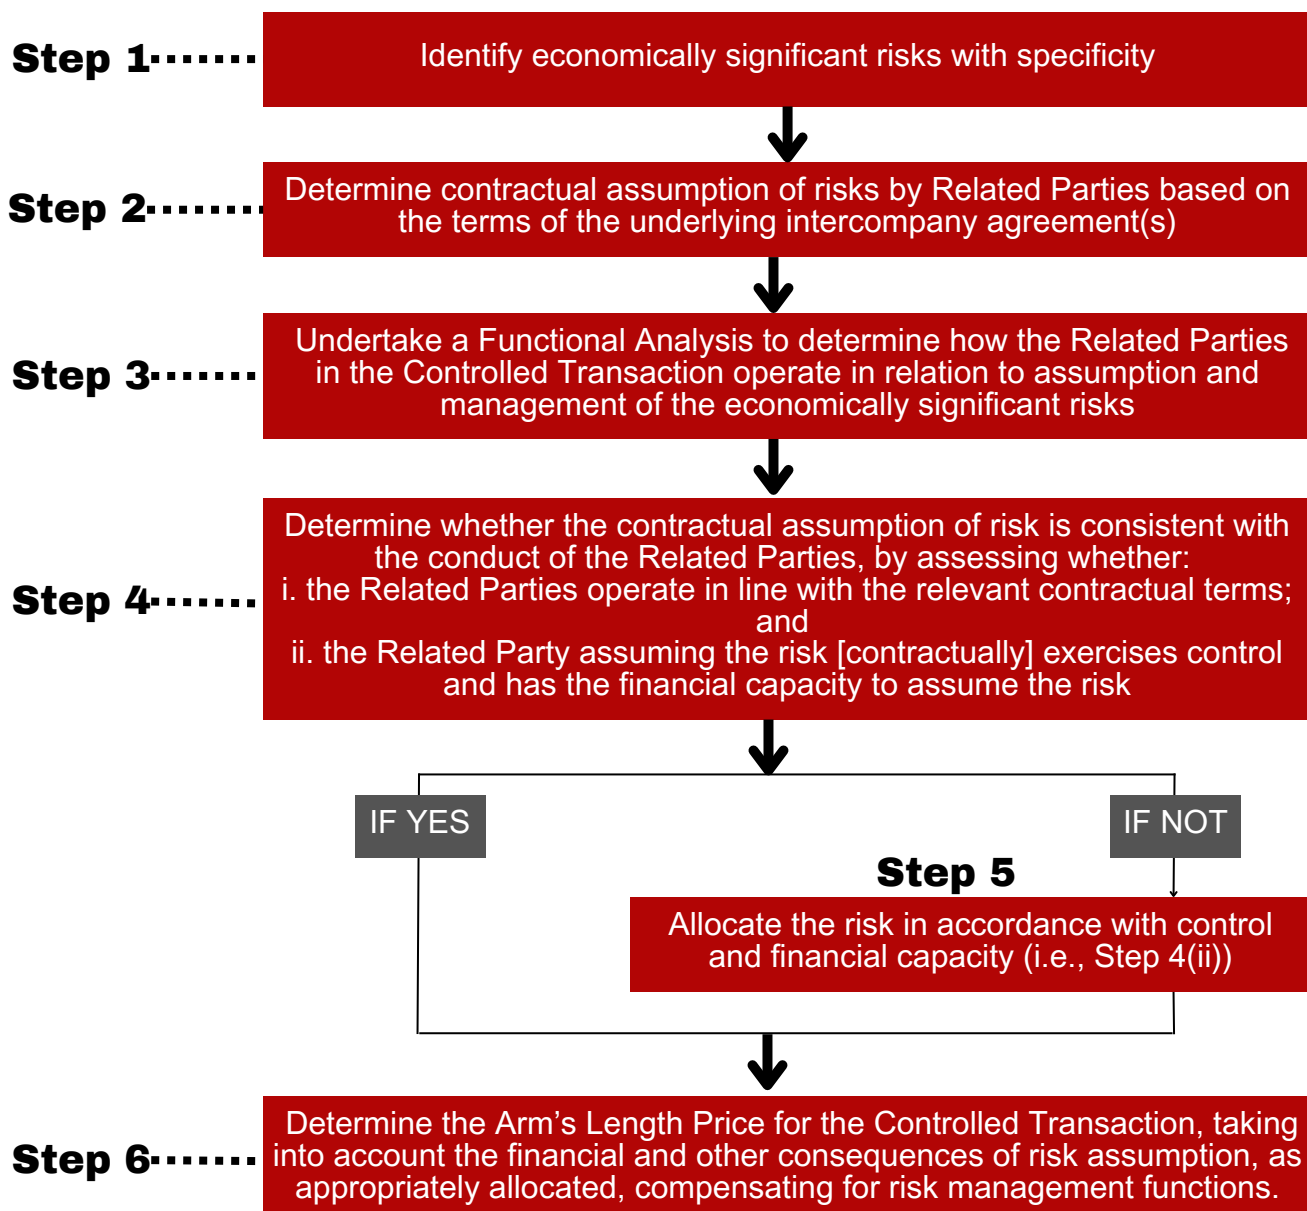 Step 1
Identify economically significant risks with specificity
Step 2
Determine contractual assumption of risks by Related Parties based on
the terms of the underlying intercompany agreement(s)
Step 3
Undertake a Functional Analysis to determine how the Related Parties
in the Controlled Transaction operate in relation to assumption and
management of the economically significant risks
Step 4
Determine whether the contractual assumption of risk is consistent with
the conduct of the Related Parties, by assessing whether:
i. the Related Parties operate in line with the relevant contractual terms;
and
ii. the Related Party assuming the risk [contractually] exercises control
and has the financial capacity to assume the risk
IF YES
IF NOT
Step 5
Allocate the risk in accordance with control
and financial capacity (i.e., Step 4(ii))
Step 6
Determine the Arm's Length Price for the Controlled Transaction, taking
into account the financial and other consequences of risk assumption, as
appropriately allocated, compensating for risk management functions.